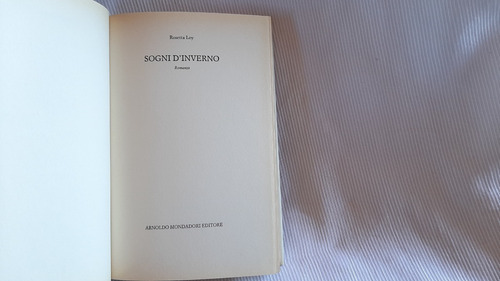 Rosetta Loy
SOGNI D'INVERNO
Romanzo
ARNOLDO MONDADORI EDITORE